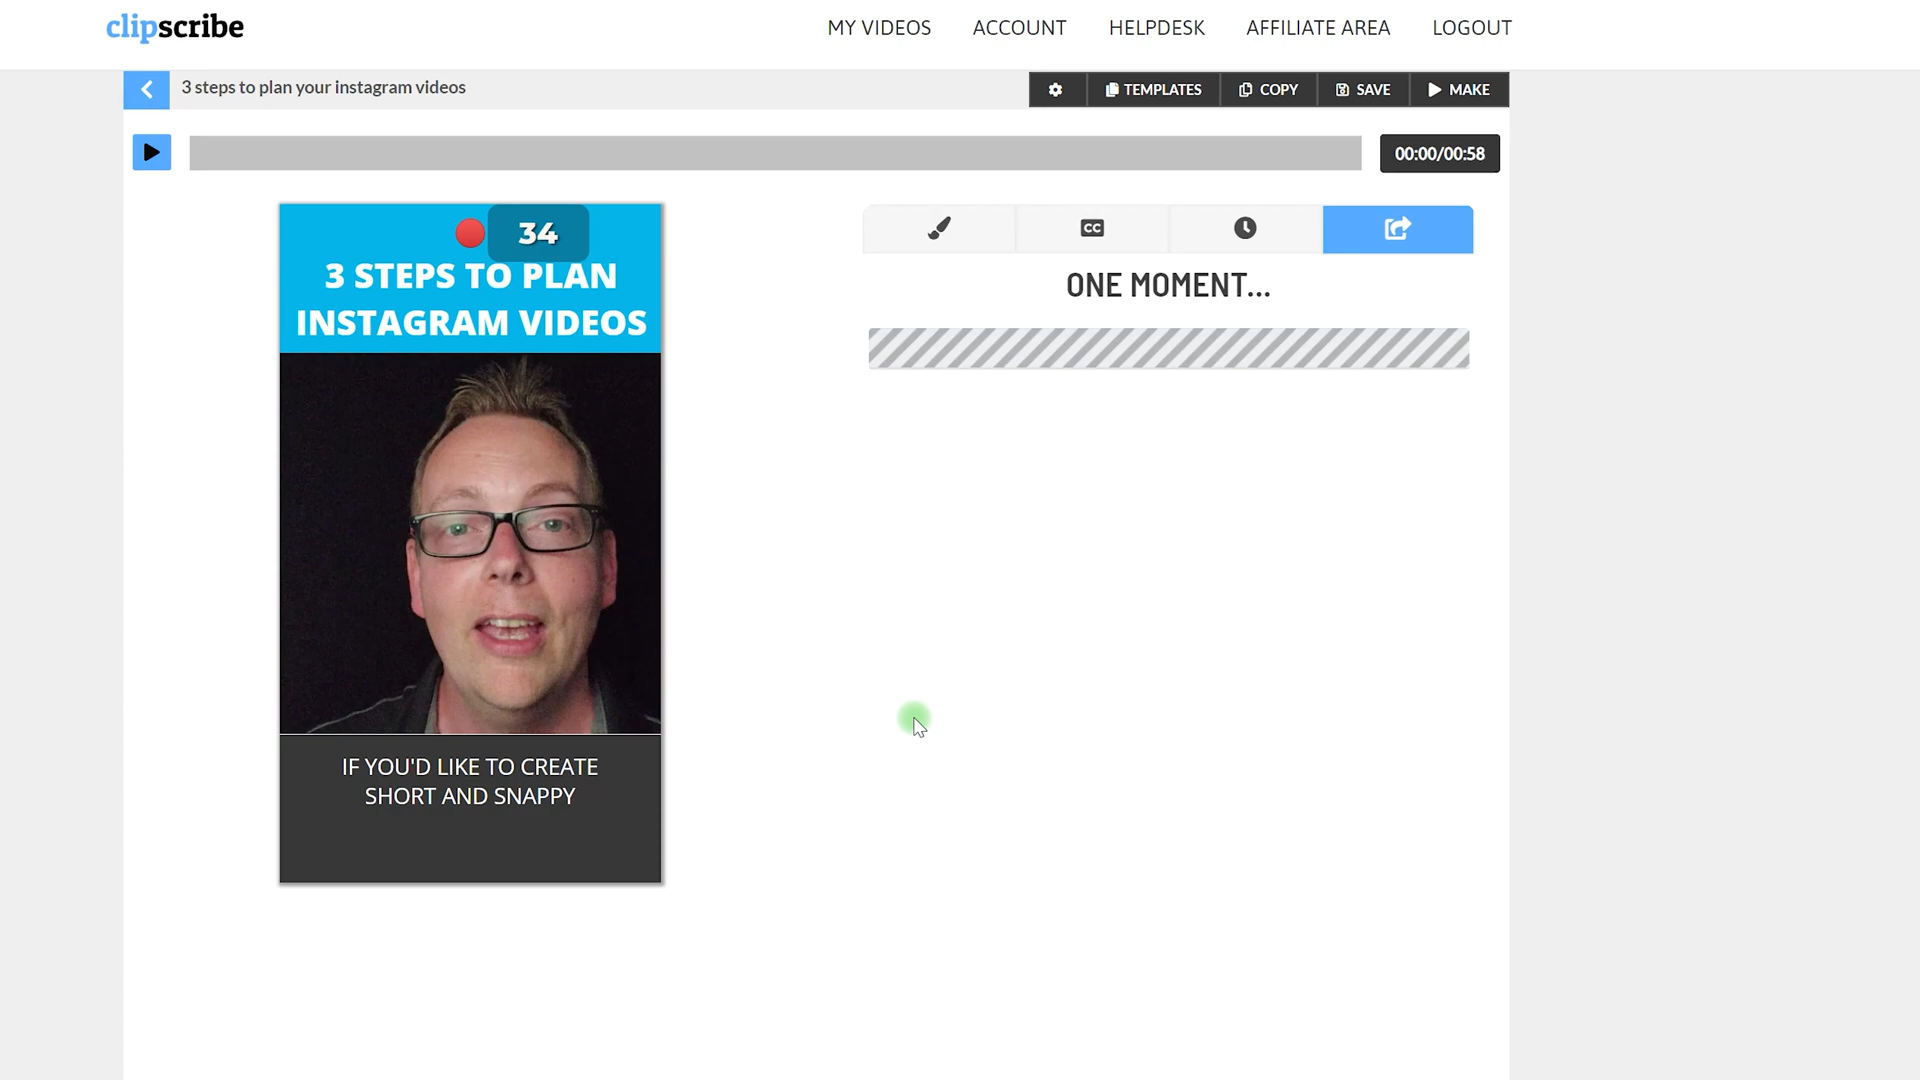 clipscribe
MY VIDEOS ACCOUNT HELPDESK AFFILIATE AREA LOGOUT
3 steps to plan your instagram videos
TEMPLATES COPY SAVE MAKE
00:00/00:58
34
3 STEPS TO PLAN
INSTAGRAM VIDEOS
CC
ONE MOMENT...
IF YOU'D LIKE TO CREATE
SHORT AND SNAPPY